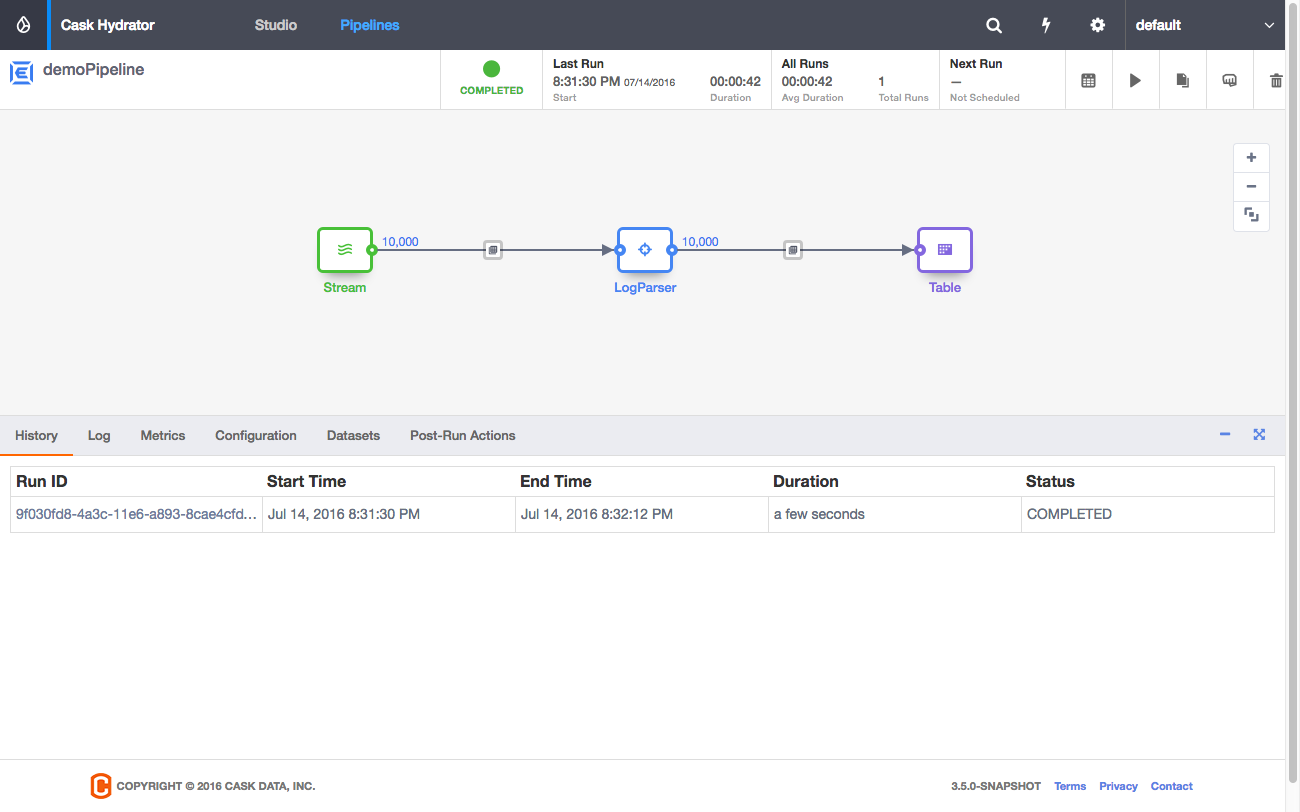 Cask Hydrator Studio Pipelines default
demoPipeline
COMPLETED
Last Run
8:31:30 PM 07/14/2016 00:00:42
Start Duration
All Runs
00:00:42 1
Avg Duration Total Runs
Next Run
—
Not Scheduled
+
−
10,000 10,000
Stream LogParser Table
History Log Metrics Configuration Datasets Post-Run Actions
Run ID Start Time End Time Duration Status
9f030fd8-4a3c-11e6-a893-8cae4cfd... Jul 14, 2016 8:31:30 PM Jul 14, 2016 8:32:12 PM a few seconds COMPLETED
COPYRIGHT © 2016 CASK DATA, INC. 3.5.0-SNAPSHOT Terms Privacy Contact